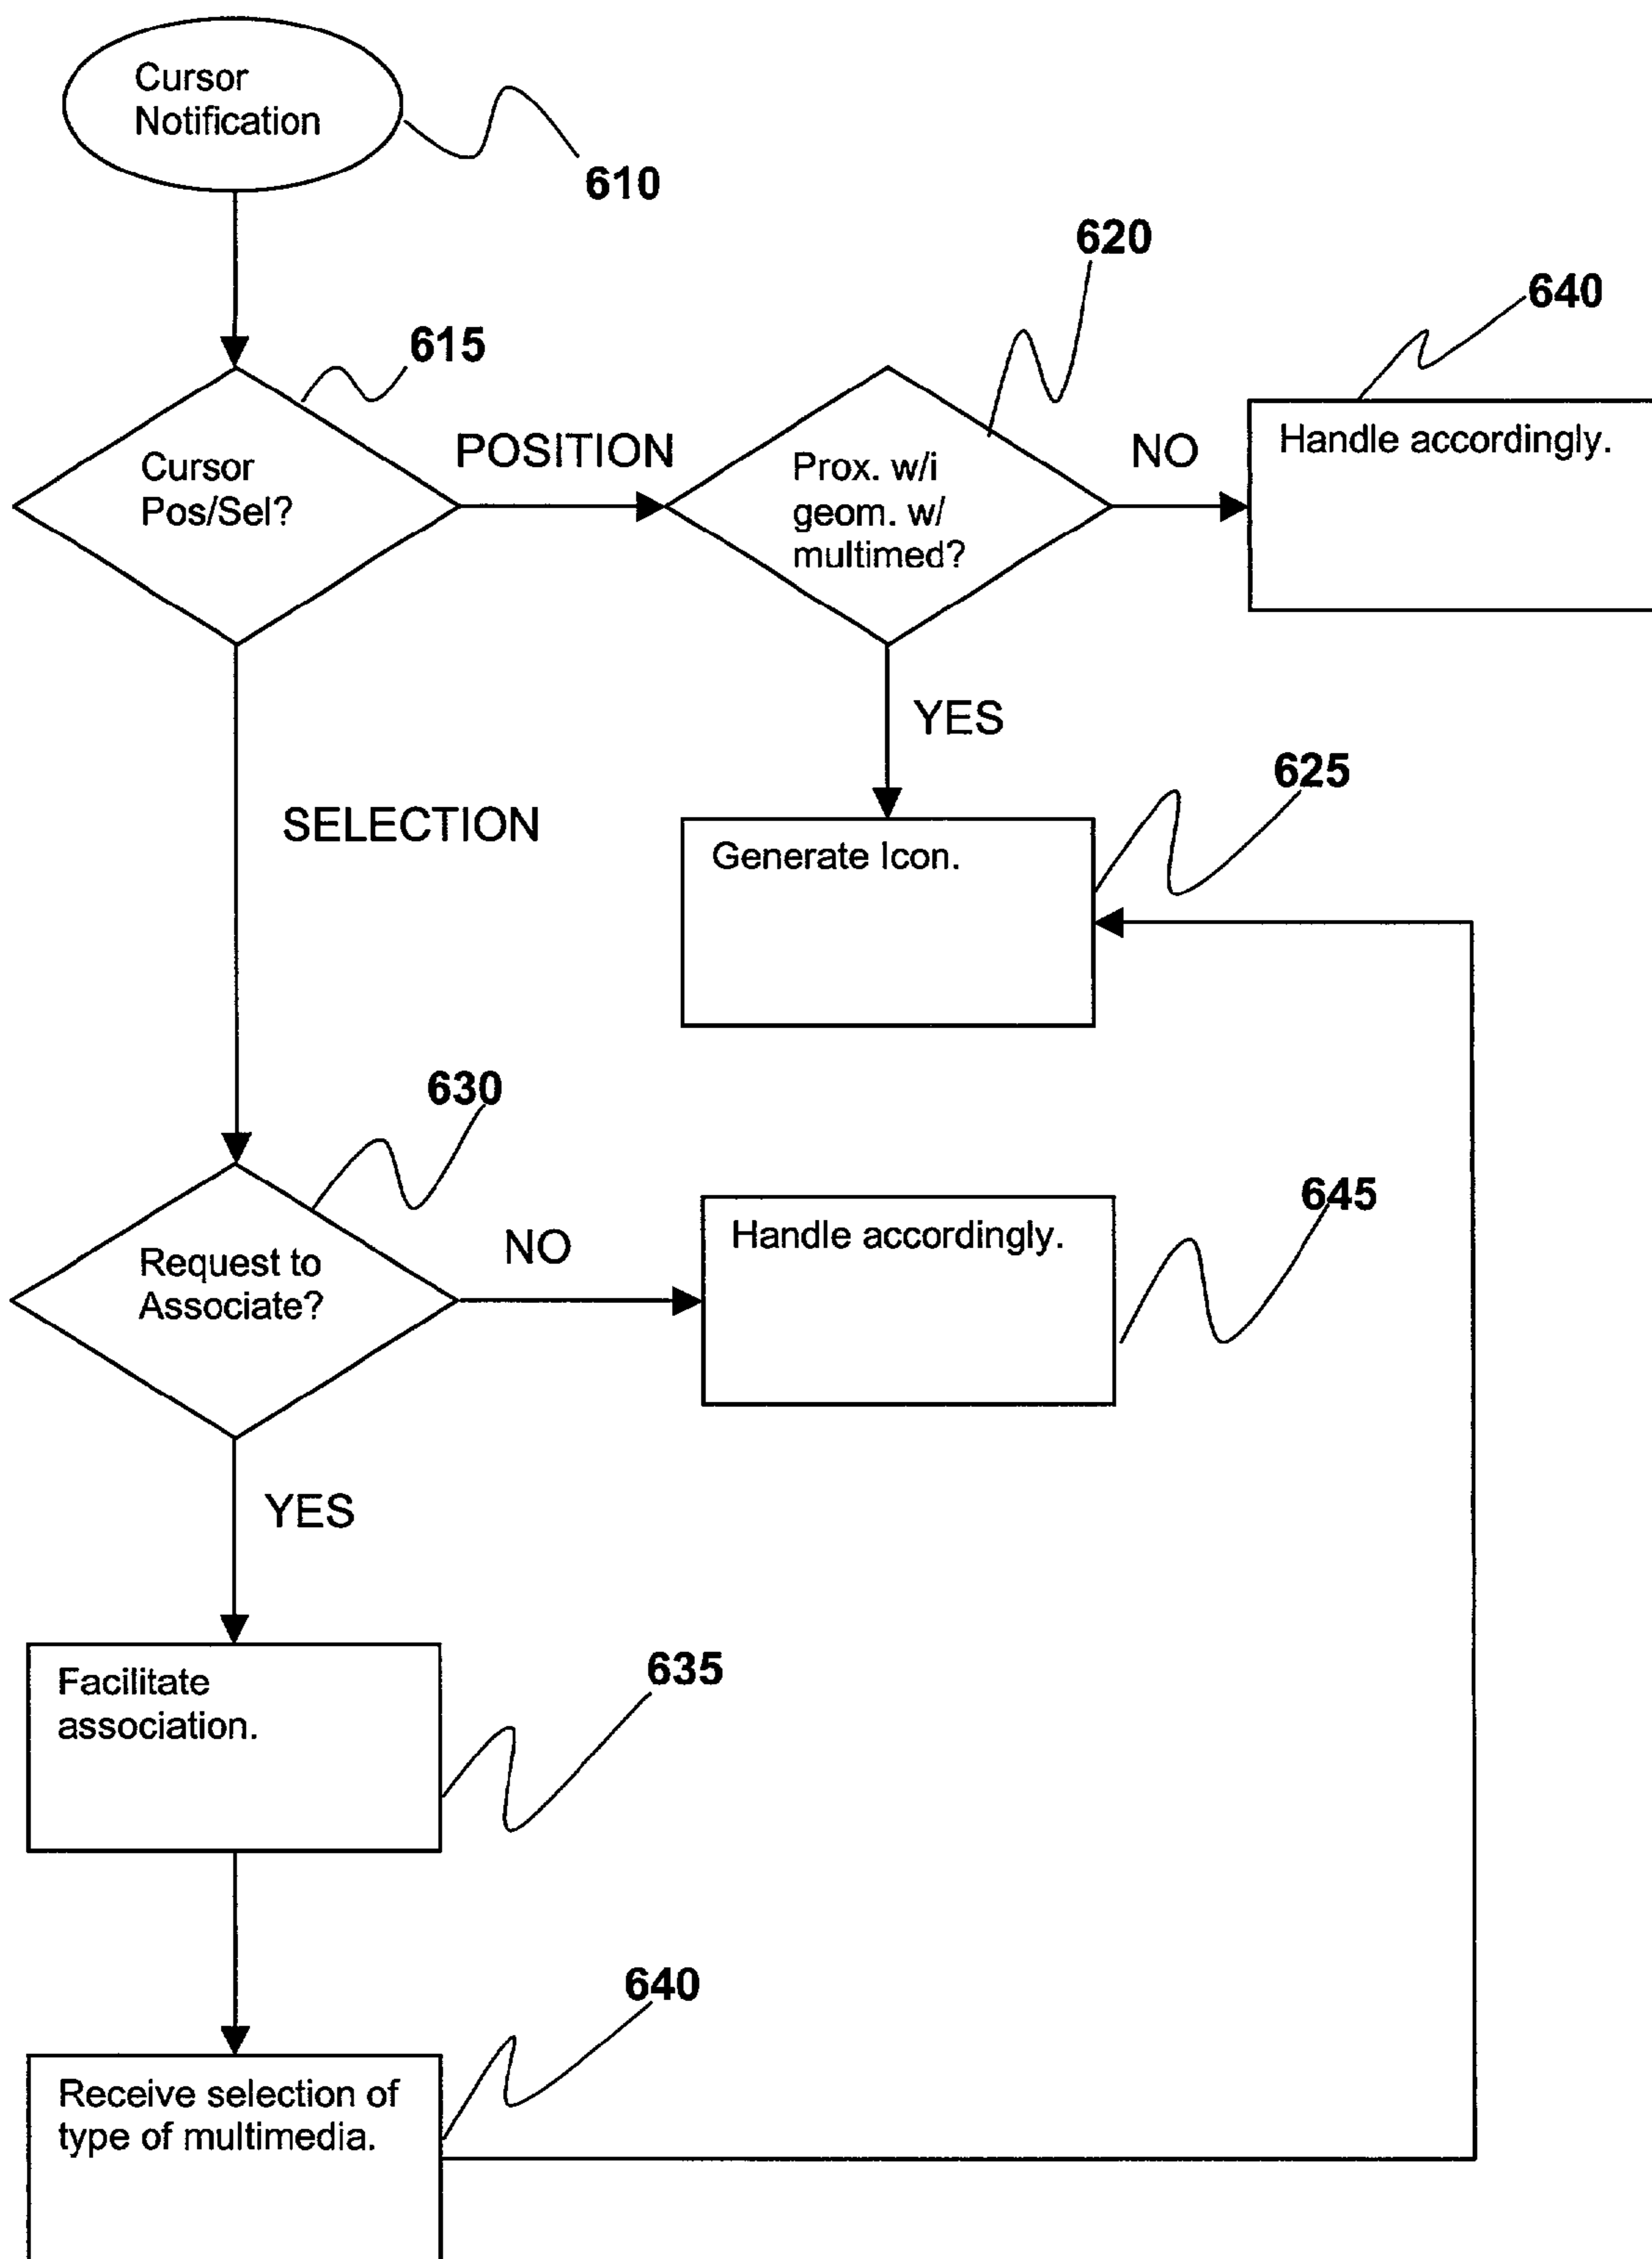 Cursor
Notification
610
620
640
615
POSITION
NO
Handle accordingly.
Cursor
Pos/Sel?
Prox. w/i
geom. w/
multimed?
YES
625
SELECTION
Generate Icon.
630
645
NO
Handle accordingly.
Request to
Associate?
YES
635
Facilitate
association.
640
Receive selection of
type of multimedia.